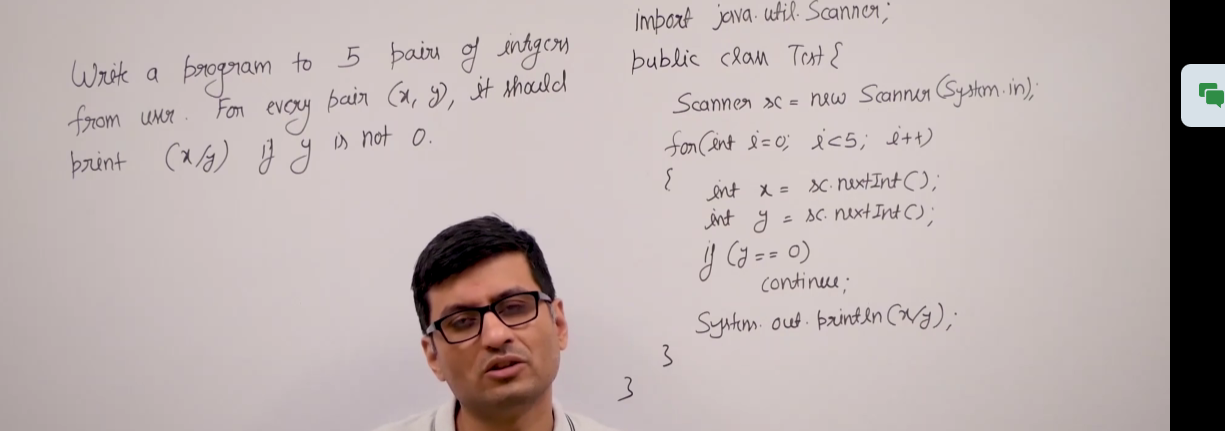 Write a program to 5 pairs of integers
from user. For every pair (x, y), it should
print (x/y) if y is not 0.
import java.util.Scanner;
public class Test {
Scanner sc = new Scanner(System.in);
for(int i=0; i<5; i++)
{
int x = sc.nextInt();
int y = sc.nextInt();
if (y == 0)
continue;
System.out.println(x/y);
}
}